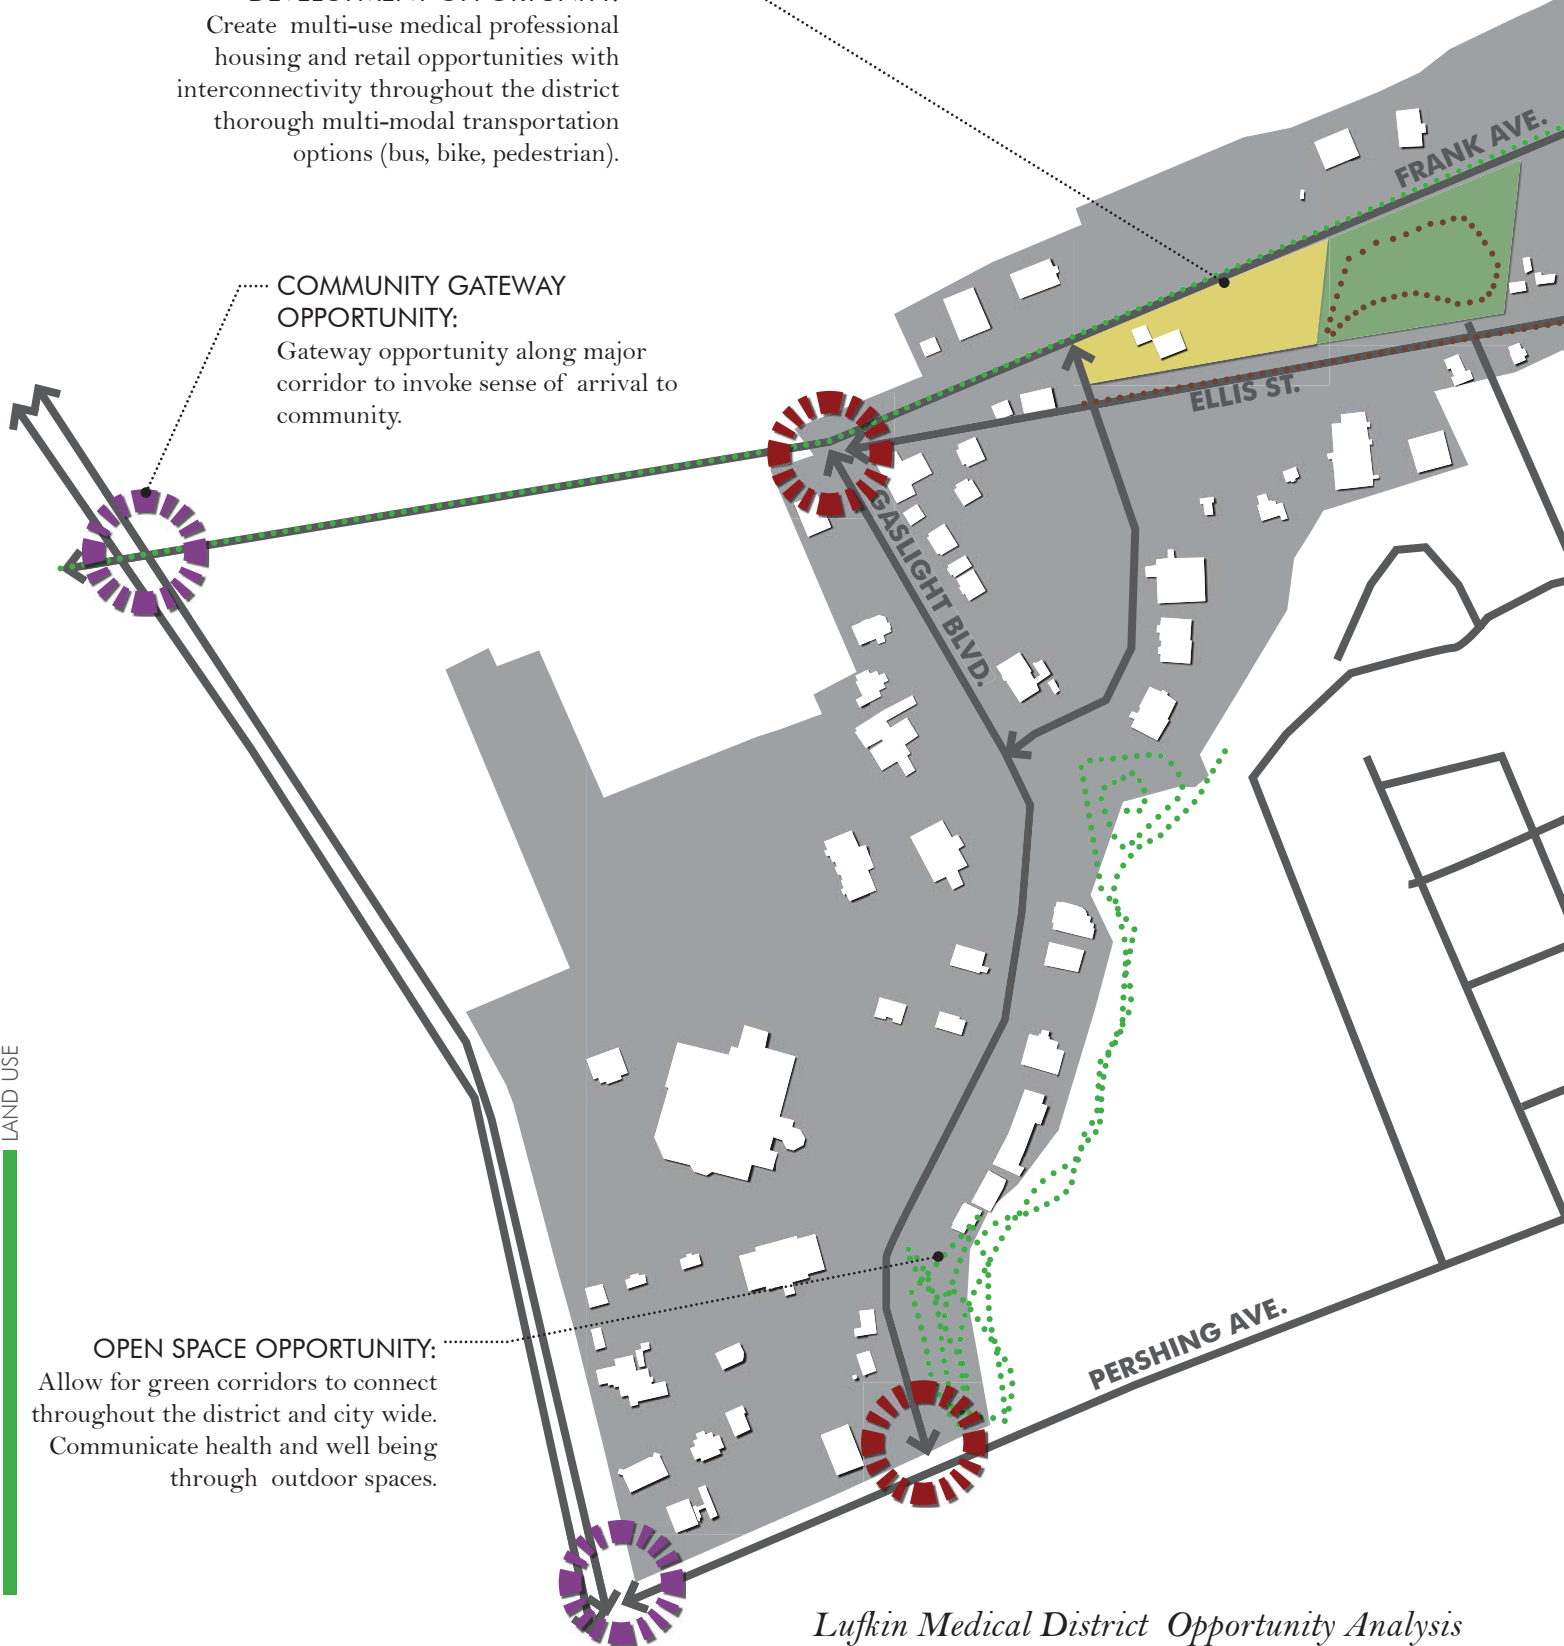 DEVELOPMENT OPPORTUNITY:
Create multi-use medical professional
housing and retail opportunities with
interconnectivity throughout the district
thorough multi-modal transportation
options (bus, bike, pedestrian).
FRANK AVE.
COMMUNITY GATEWAY
OPPORTUNITY:
Gateway opportunity along major
corridor to invoke sense of arrival to
community.
ELLIS ST.
GASLIGHT BLVD.
LAND USE
PERSHING AVE.
OPEN SPACE OPPORTUNITY:
Allow for green corridors to connect
throughout the district and city wide.
Communicate health and well being
through outdoor spaces.
Lufkin Medical District Opportunity Analysis